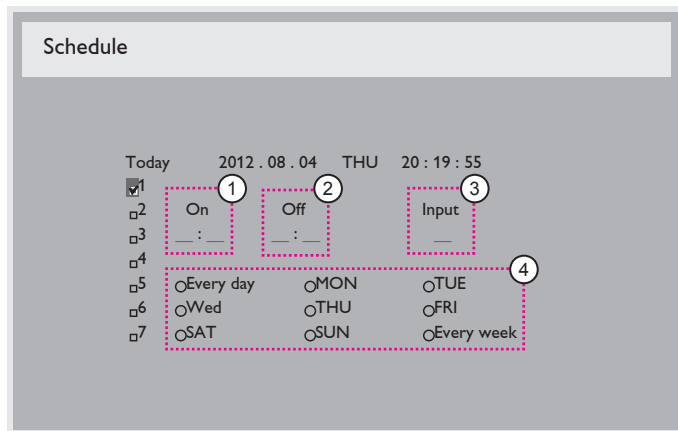 Schedule
Today 2012 . 08 . 04 THU 20 : 19 : 55
1 1 2 3
2 On Off Input
3 __ : __ __ : __ __
4 4
5 Every day MON TUE
6 Wed THU FRI
7 SAT SUN Every week